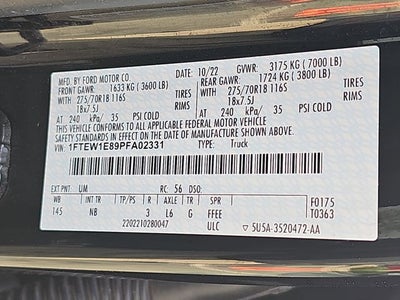 MFD. BY FORD MOTOR CO. 10/22 GVWR: 3175 KG ( 7000 LB)
FRONT GAWR: 1633 KG ( 3600 LB) REAR GAWR: 1724 KG ( 3800 LB)
WITH 275/70R18 116S TIRES WITH 275/70R18 116S TIRES
18x7.5J RIMS 18x7.5J RIMS
AT 240 kPa/ 35 PSI COLD AT 240 kPa/ 35 PSI COLD
THIS VEHICLE CONFORMS TO ALL APPLICABLE FEDERAL MOTOR VEHICLE
SAFETY STANDARDS IN EFFECT ON THE DATE OF MANUFACTURE SHOWN ABOVE.
VIN: 1FTEW1E89PFA02331 TYPE: Truck
EXT PNT: UM RC: 56 DSO:
WB INT TR TP/PS R AXLE TR SPR F0175
145 NB 3 L6 G FFEE T0363
2202210280047 ULC ▽ 5U5A-3520472-AA